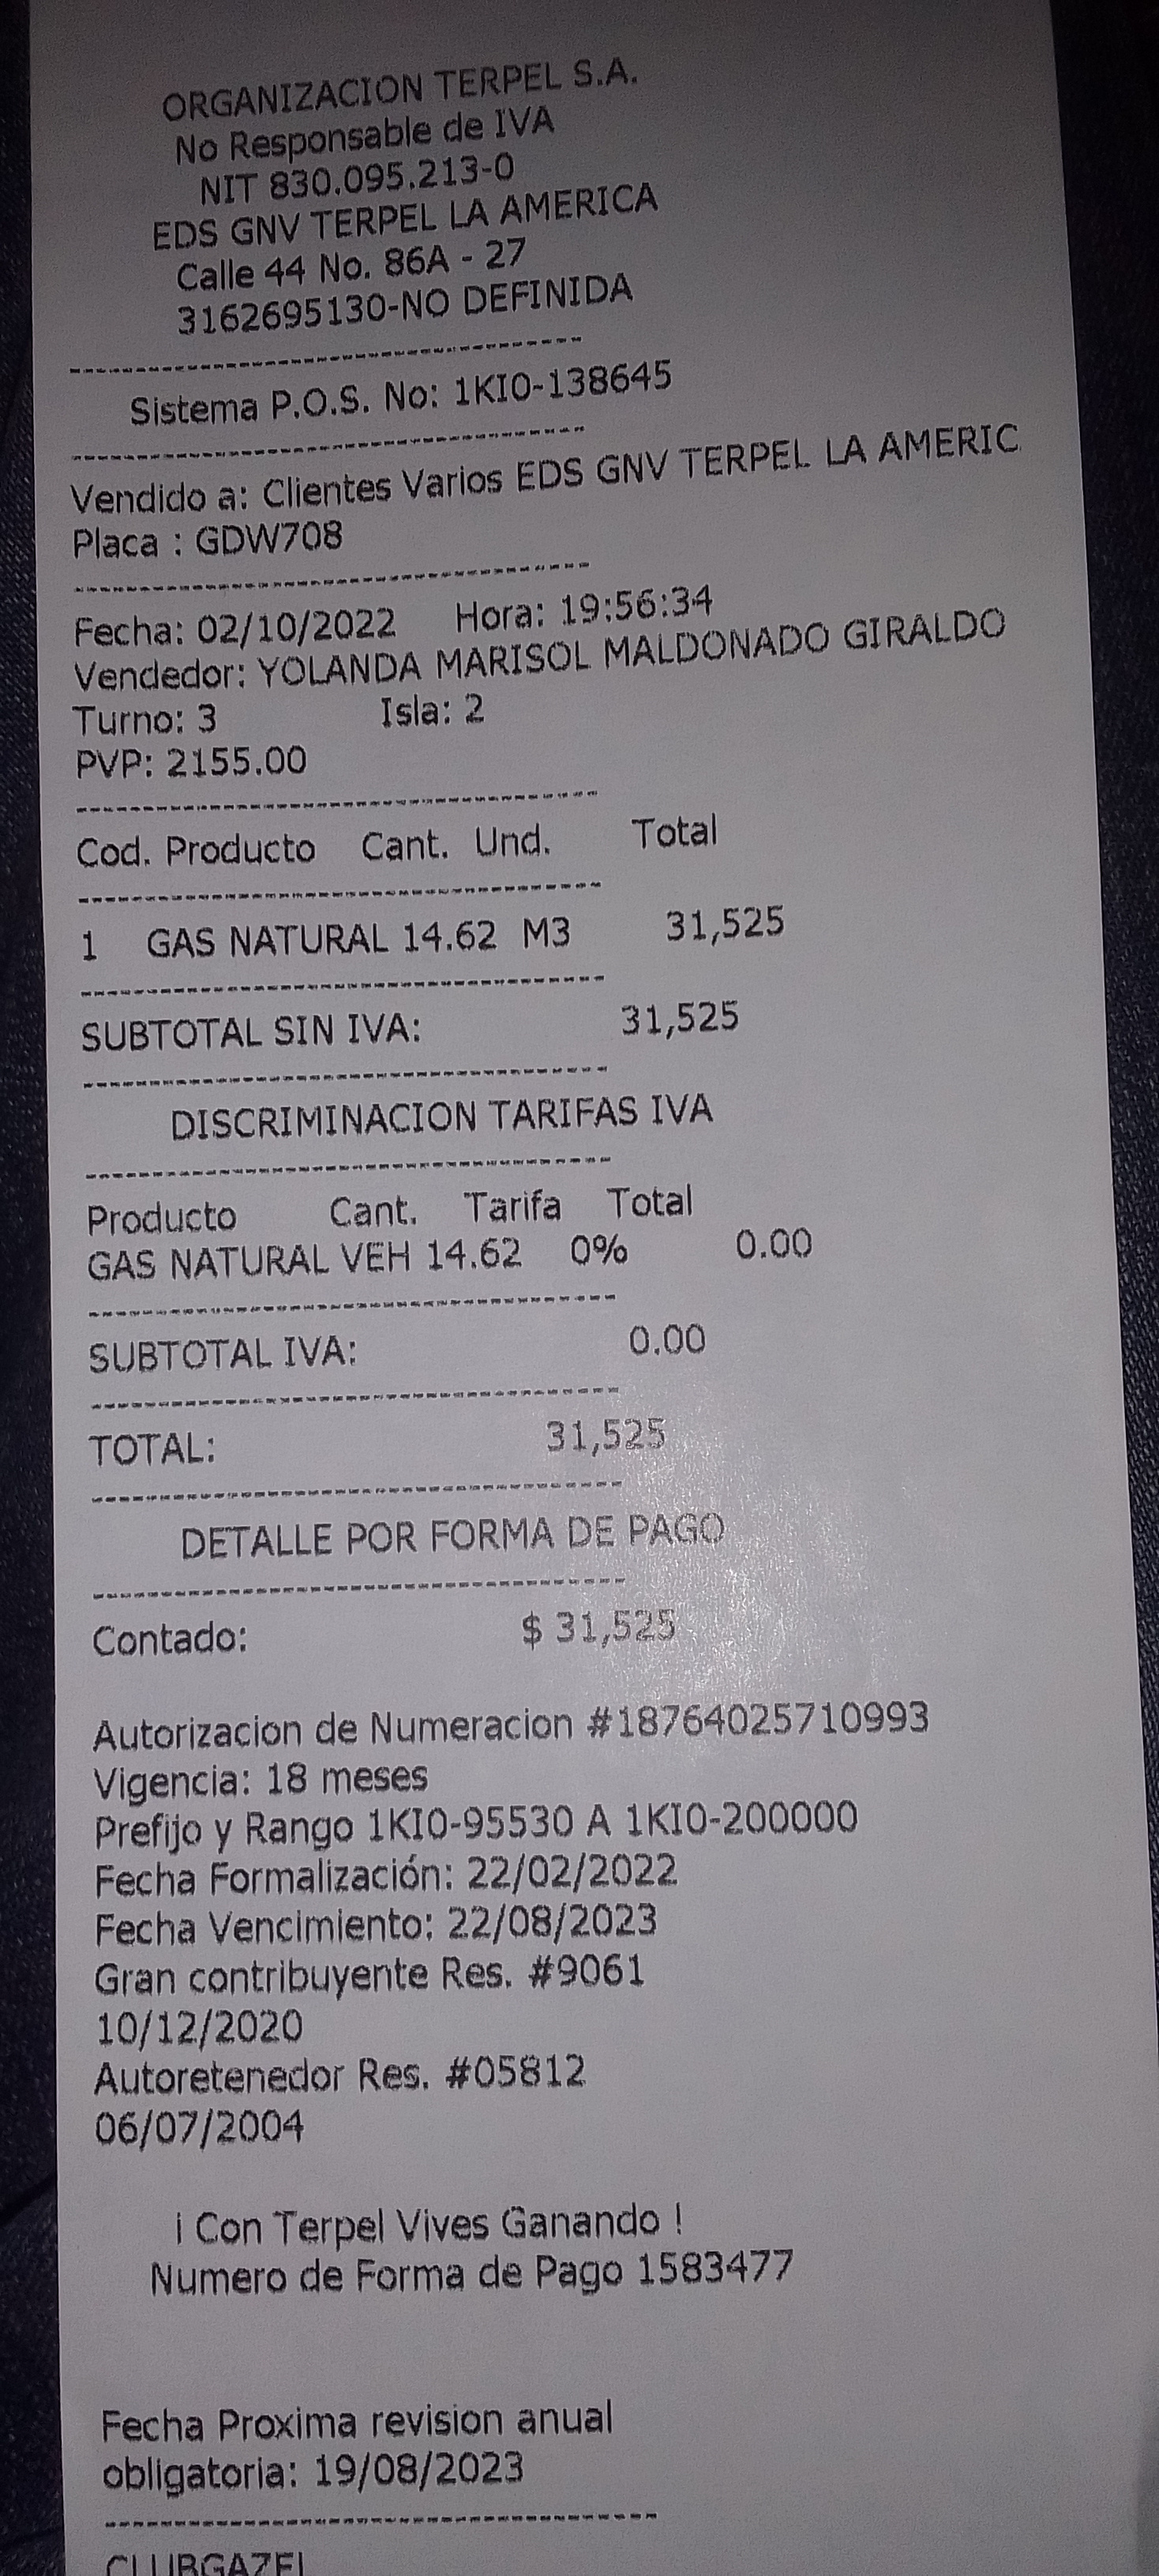 ORGANIZACION TERPEL S.A.
No Responsable de IVA
NIT 830.095.213-0
EDS GNV TERPEL LA AMERICA
Calle 44 No. 86A - 27
3162695130-NO DEFINIDA
Sistema P.O.S. No: 1KI0-138645
Vendido a: Clientes Varios EDS GNV TERPEL LA AMERIC
Placa : GDW708
Fecha: 02/10/2022 Hora: 19:56:34
Vendedor: YOLANDA MARISOL MALDONADO GIRALDO
Turno: 3 Isla: 2
PVP: 2155.00
Cod. Producto Cant. Und. Total
1 GAS NATURAL 14.62 M3 31,525
SUBTOTAL SIN IVA: 31,525
DISCRIMINACION TARIFAS IVA
Producto Cant. Tarifa Total
GAS NATURAL VEH 14.62 0% 0.00
SUBTOTAL IVA: 0.00
TOTAL: 31,525
DETALLE POR FORMA DE PAGO
Contado: $ 31,525
Autorizacion de Numeracion #18764025710993
Vigencia: 18 meses
Prefijo y Rango 1KI0-95530 A 1KI0-200000
Fecha Formalización: 22/02/2022
Fecha Vencimiento: 22/08/2023
Gran contribuyente Res. #9061
10/12/2020
Autoretenedor Res. #05812
06/07/2004
¡ Con Terpel Vives Ganando !
Numero de Forma de Pago 1583477
Fecha Proxima revision anual
obligatoria: 19/08/2023
CLUBGAZEL